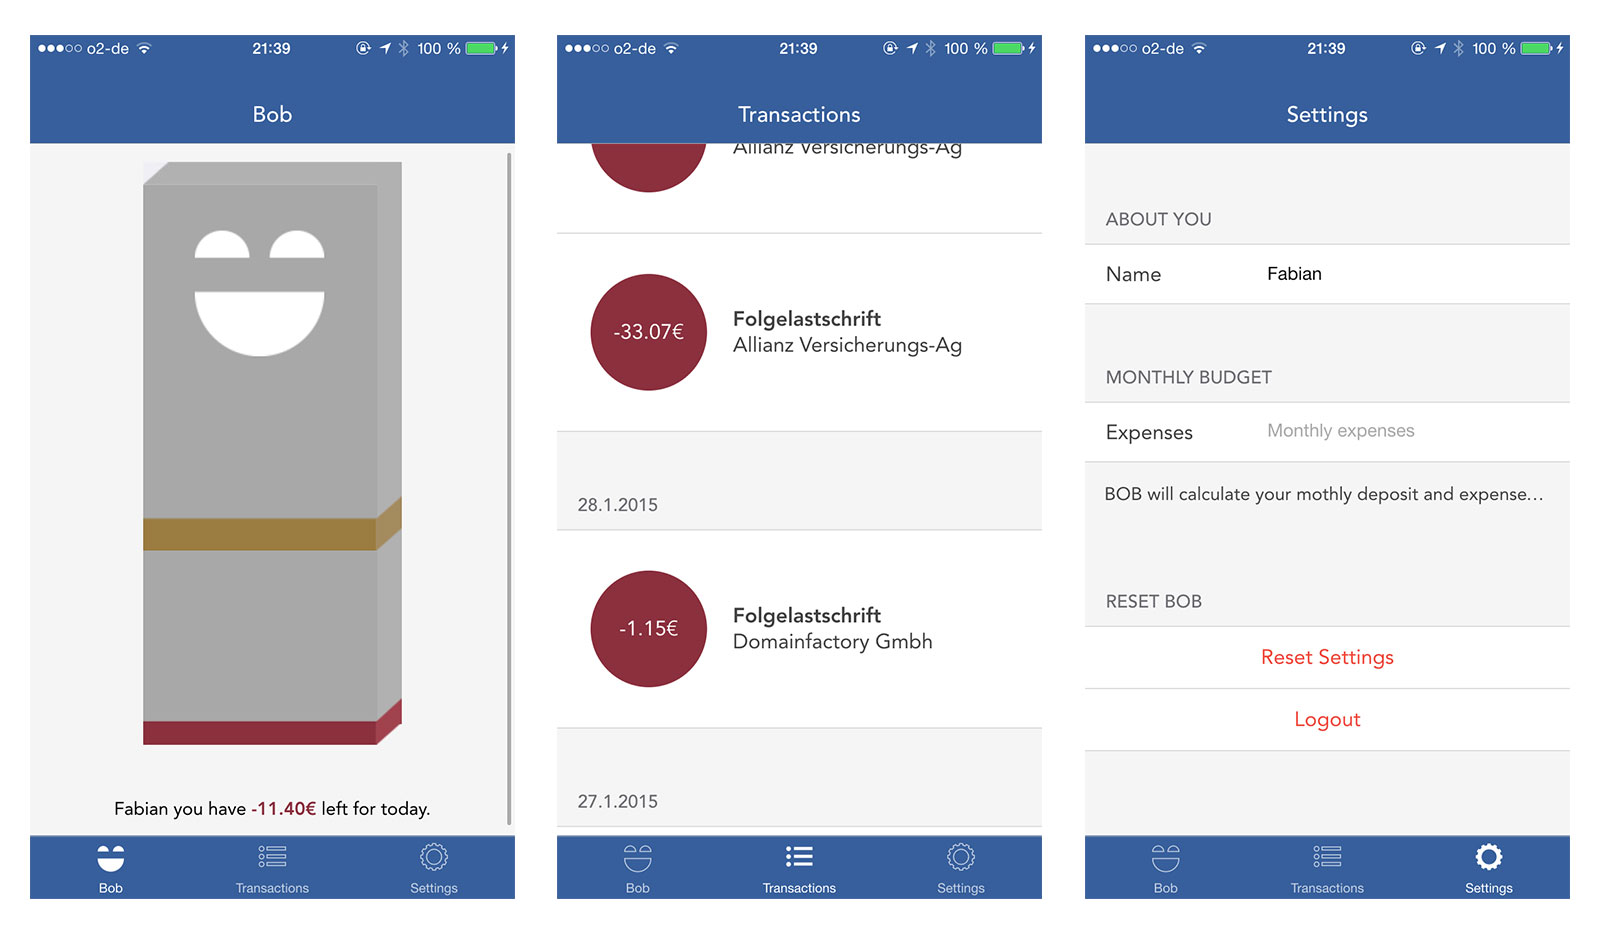 o2-de 21:39 100 %
Bob
Fabian you have -11.40€ left for today.
Bob Transactions Settings
o2-de 21:39 100 %
Transactions
Allianz Versicherungs-Ag
-33.07€
Folgelastschrift
Allianz Versicherungs-Ag
28.1.2015
-1.15€
Folgelastschrift
Domainfactory Gmbh
27.1.2015
Bob Transactions Settings
o2-de 21:39 100 %
Settings
ABOUT YOU
Name Fabian
MONTHLY BUDGET
Expenses Monthly expenses
BOB will calculate your mothly deposit and expense...
RESET BOB
Reset Settings
Logout
Bob Transactions Settings